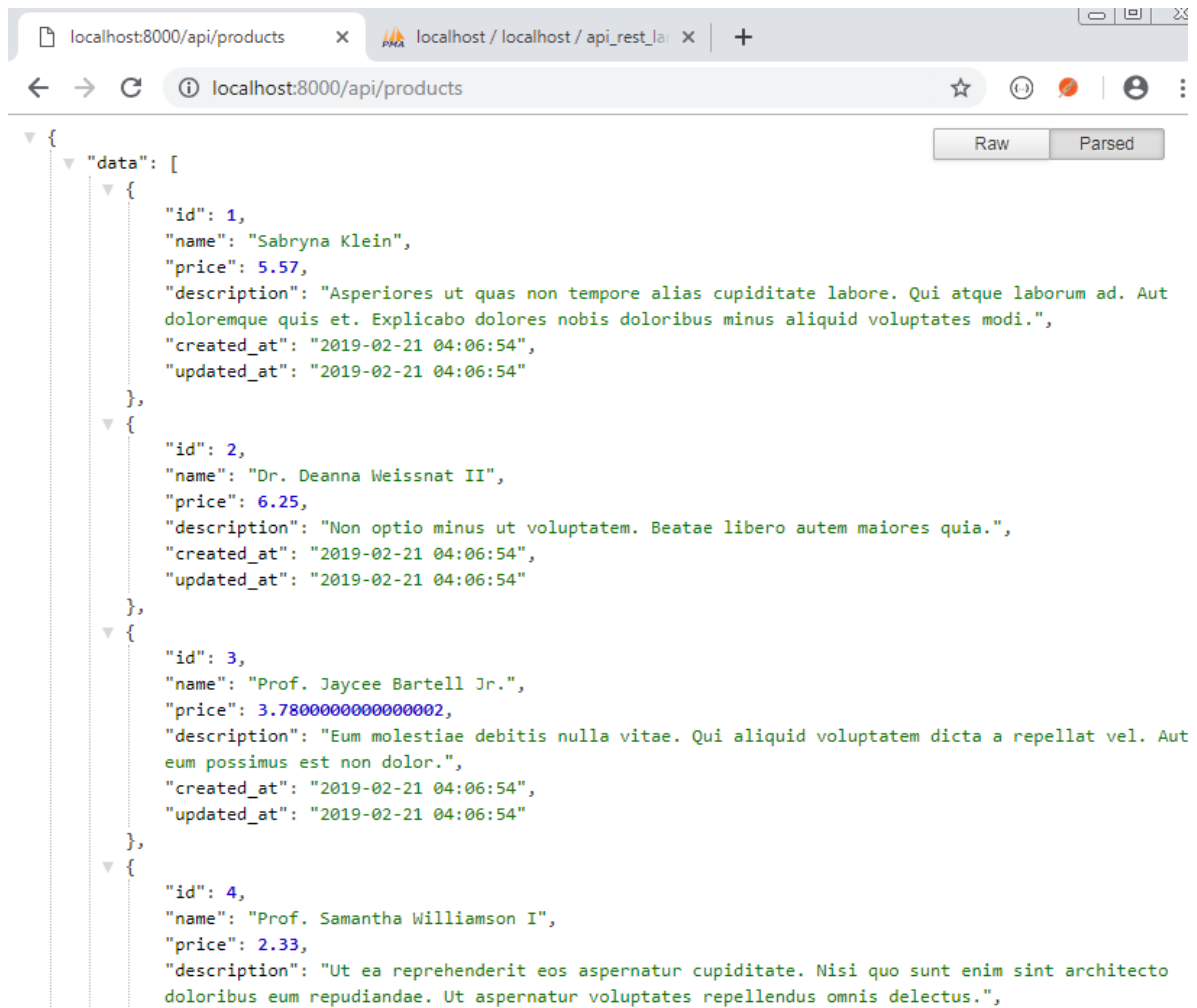 localhost:8000/api/products
PMA localhost / localhost / api_rest_lar
localhost:8000/api/products
{
Raw Parsed
"data": [
{
"id": 1,
"name": "Sabryna Klein",
"price": 5.57,
"description": "Asperiores ut quas non tempore alias cupiditate labore. Qui atque laborum ad. Aut
doloremque quis et. Explicabo dolores nobis doloribus minus aliquid voluptates modi.",
"created_at": "2019-02-21 04:06:54",
"updated_at": "2019-02-21 04:06:54"
},
{
"id": 2,
"name": "Dr. Deanna Weissnat II",
"price": 6.25,
"description": "Non optio minus ut voluptatem. Beatae libero autem maiores quia.",
"created_at": "2019-02-21 04:06:54",
"updated_at": "2019-02-21 04:06:54"
},
{
"id": 3,
"name": "Prof. Jaycee Bartell Jr.",
"price": 3.7800000000000002,
"description": "Eum molestiae debitis nulla vitae. Qui aliquid voluptatem dicta a repellat vel. Aut
eum possimus est non dolor.",
"created_at": "2019-02-21 04:06:54",
"updated_at": "2019-02-21 04:06:54"
},
{
"id": 4,
"name": "Prof. Samantha Williamson I",
"price": 2.33,
"description": "Ut ea reprehenderit eos aspernatur cupiditate. Nisi quo sunt enim sint architecto
doloribus eum repudiandae. Ut aspernatur voluptates repellendus omnis delectus.",